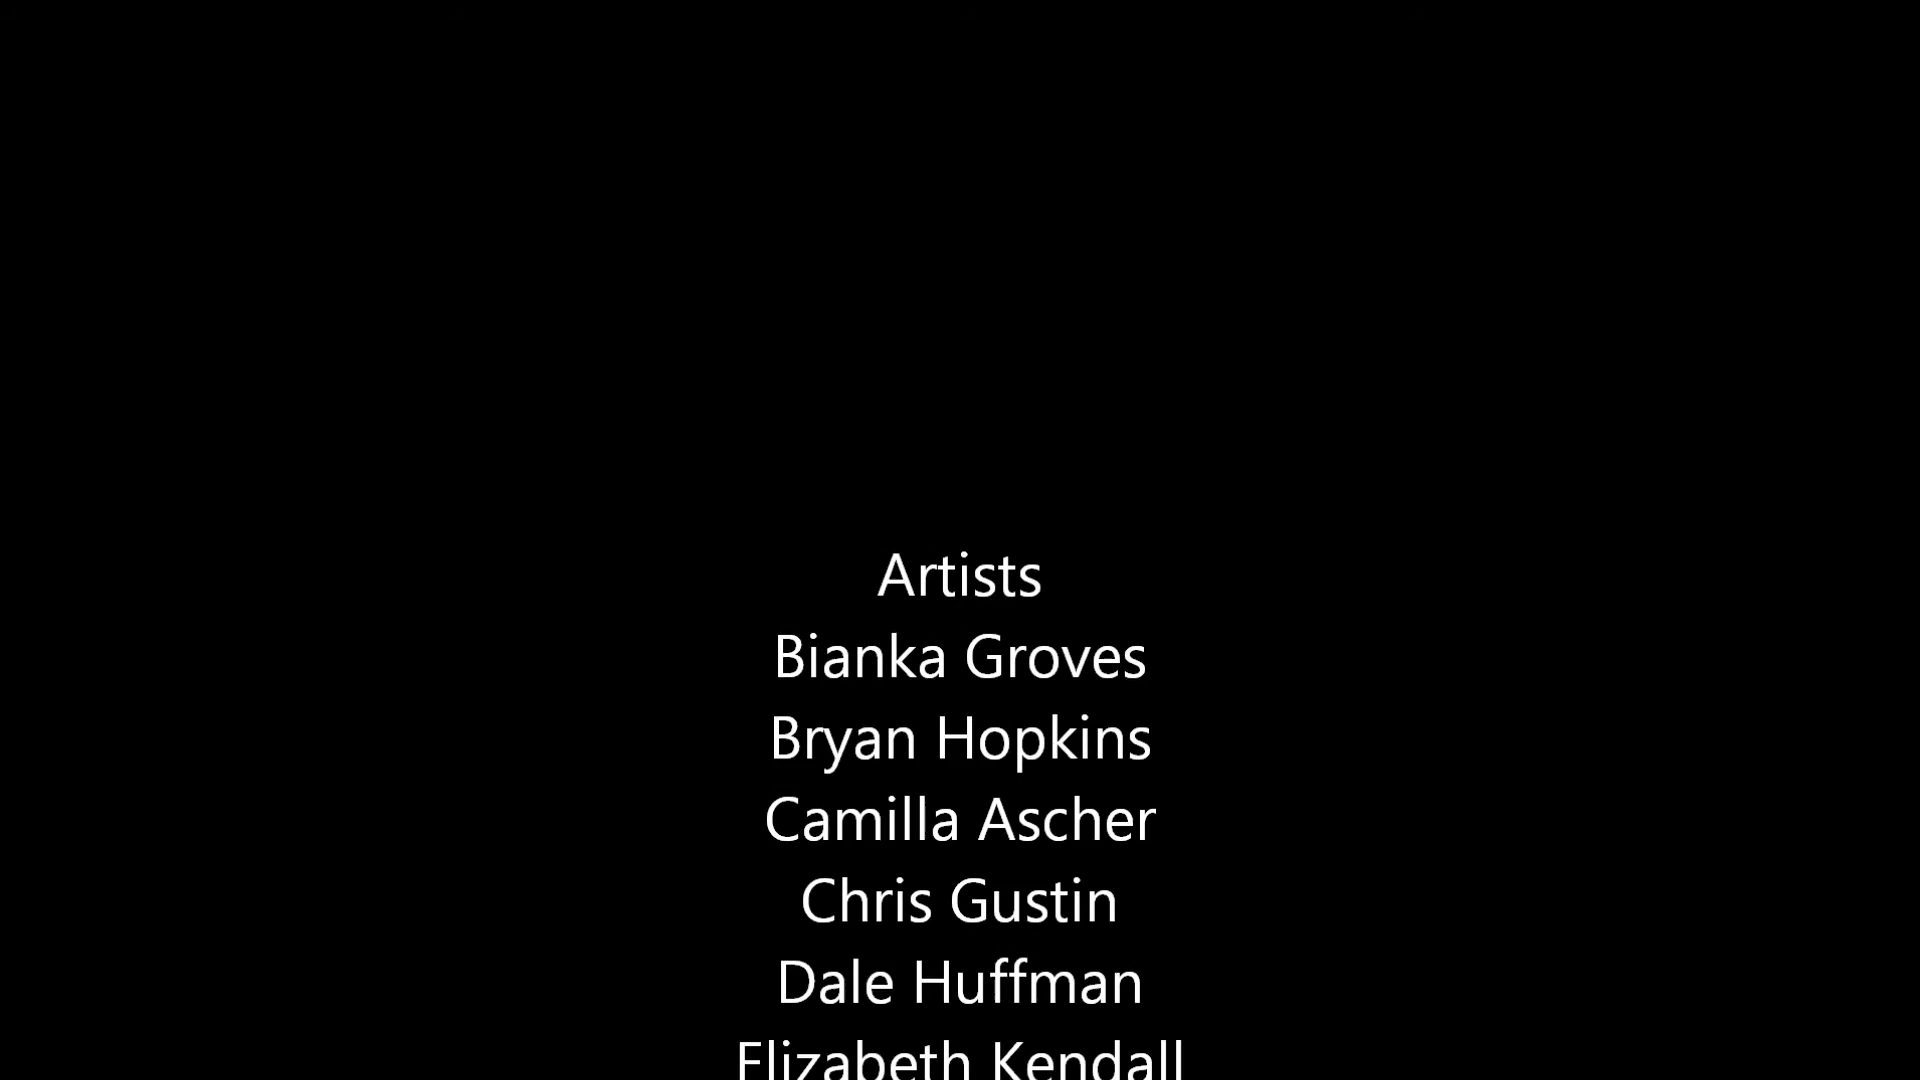 Artists
Bianka Groves
Bryan Hopkins
Camilla Ascher
Chris Gustin
Dale Huffman
Elizabeth Kendall